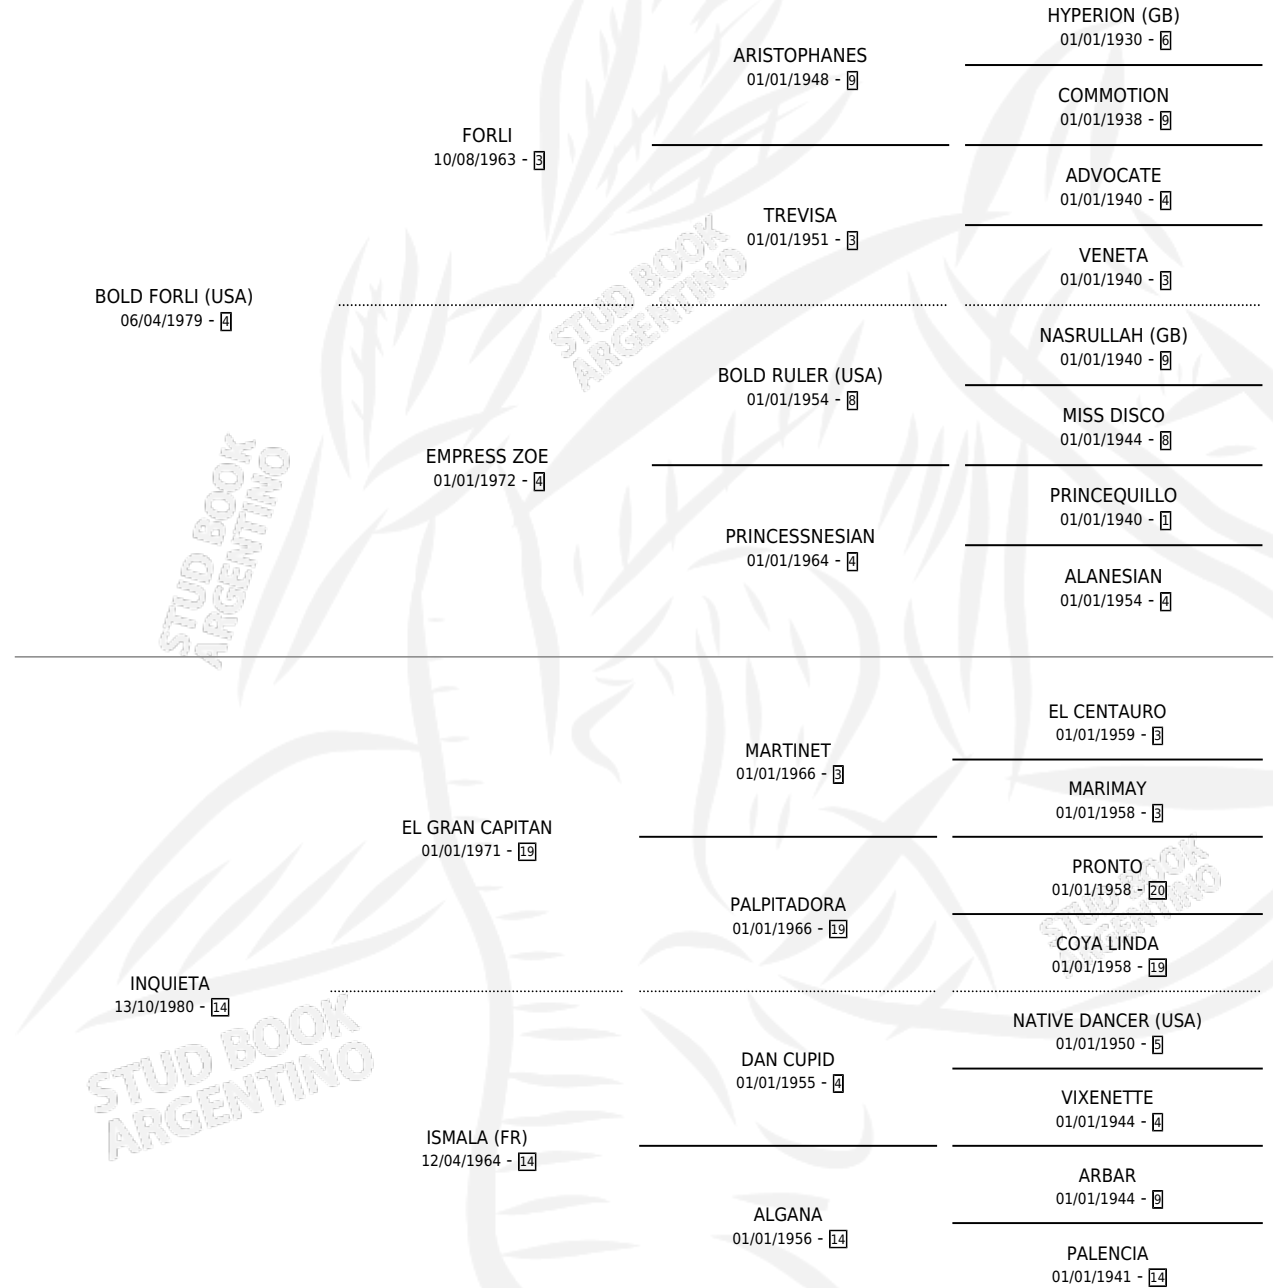 HYPERION (GB)
01/01/1930 - 6
ARISTOPHANES
01/01/1948 - 9
COMMOTION
01/01/1938 - 9
FORLI
10/08/1963 - 3
ADVOCATE
01/01/1940 - 4
TREVISA
01/01/1951 - 3
VENETA
01/01/1940 - 3
BOLD FORLI (USA)
06/04/1979 - 4
NASRULLAH (GB)
01/01/1940 - 9
BOLD RULER (USA)
01/01/1954 - 8
MISS DISCO
01/01/1944 - 8
EMPRESS ZOE
01/01/1972 - 4
PRINCEQUILLO
01/01/1940 - 1
PRINCESSNESIAN
01/01/1964 - 4
ALANESIAN
01/01/1954 - 4
EL CENTAURO
01/01/1959 - 3
MARTINET
01/01/1966 - 3
MARIMAY
01/01/1958 - 3
EL GRAN CAPITAN
01/01/1971 - 19
PRONTO
01/01/1958 - 20
PALPITADORA
01/01/1966 - 19
COYA LINDA
01/01/1958 - 19
INQUIETA
13/10/1980 - 14
NATIVE DANCER (USA)
01/01/1950 - 5
DAN CUPID
01/01/1955 - 4
VIXENETTE
01/01/1944 - 4
ISMALA (FR)
12/04/1964 - 14
ARBAR
01/01/1944 - 9
ALGANA
01/01/1956 - 14
PALENCIA
01/01/1941 - 14
STUD BOOK
ARGENTINO
STUD BOOK
ARGENTINO
STUD BOOK
ARGENTINO
STUD BOOK
ARGENTINO